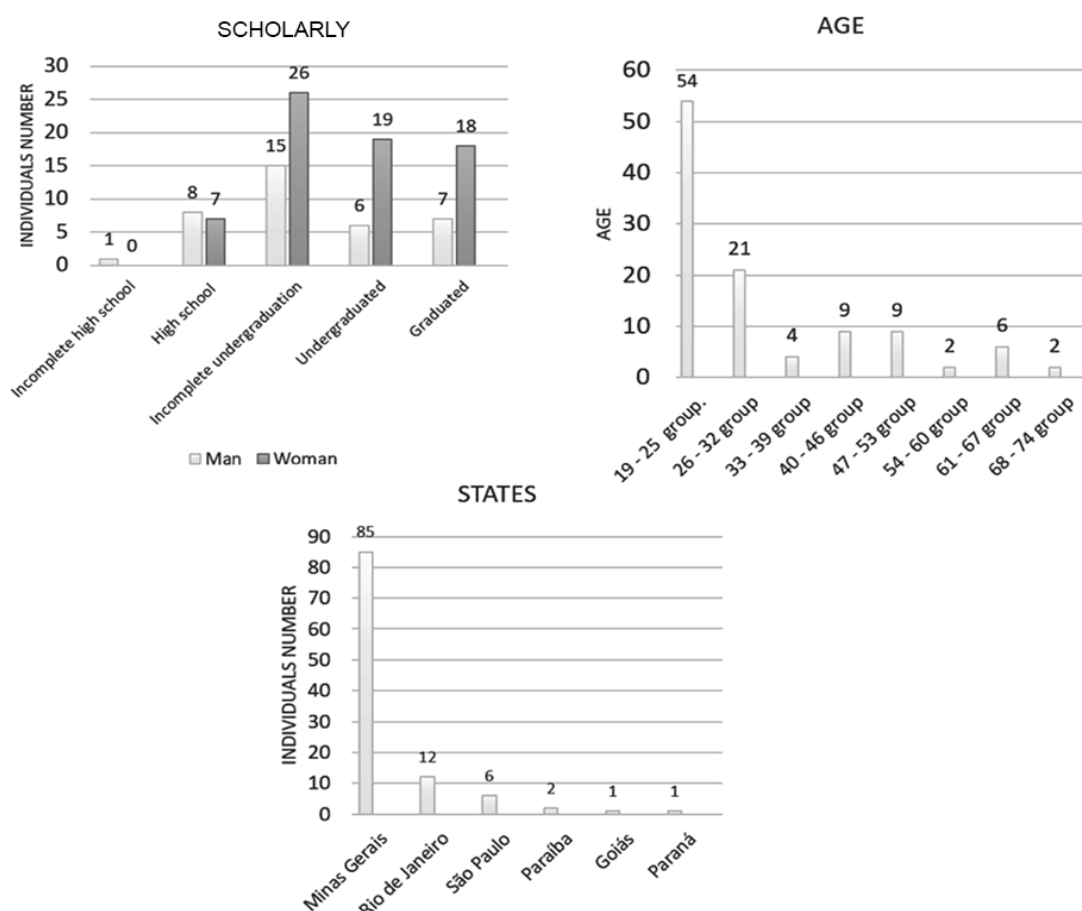 SCHOLARLY
INDIVIDUALS NUMBER
30
25
20
15
10
5
0
1
0
8
7
15
26
6
19
7
18
Incomplete high school
High school
Incomplete undergraduation
Undergraduated
Graduated
Man
Woman
AGE
AGE
60
50
40
30
20
10
0
54
21
4
9
9
2
6
2
19 - 25 group.
26 - 32 group
33 - 39 group
40 - 46 group
47 - 53 group
54 - 60 group
61 - 67 group
68 - 74 group
STATES
INDIVIDUALS NUMBER
90
80
70
60
50
40
30
20
10
0
85
12
6
2
1
1
Minas Gerais
Rio de Janeiro
São Paulo
Paraíba
Goiás
Paraná